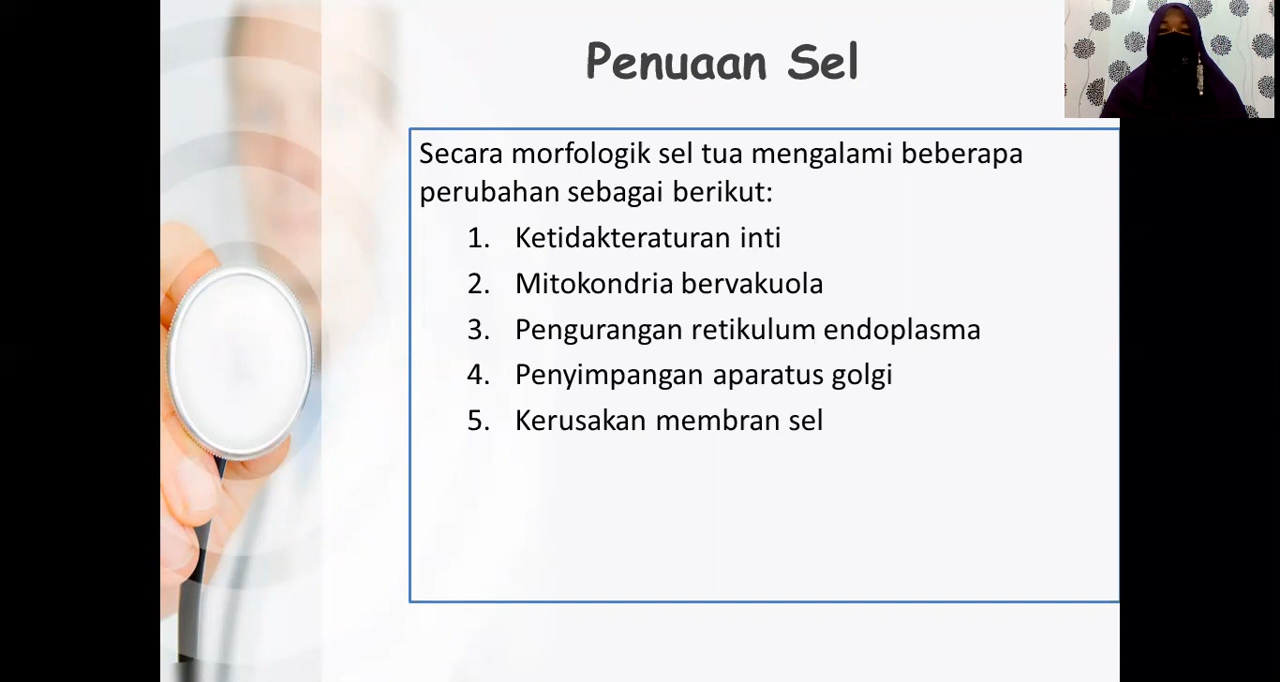 Penuaan Sel
Secara morfologik sel tua mengalami beberapa
perubahan sebagai berikut:
1. Ketidakteraturan inti
2. Mitokondria bervakuola
3. Pengurangan retikulum endoplasma
4. Penyimpangan aparatus golgi
5. Kerusakan membran sel